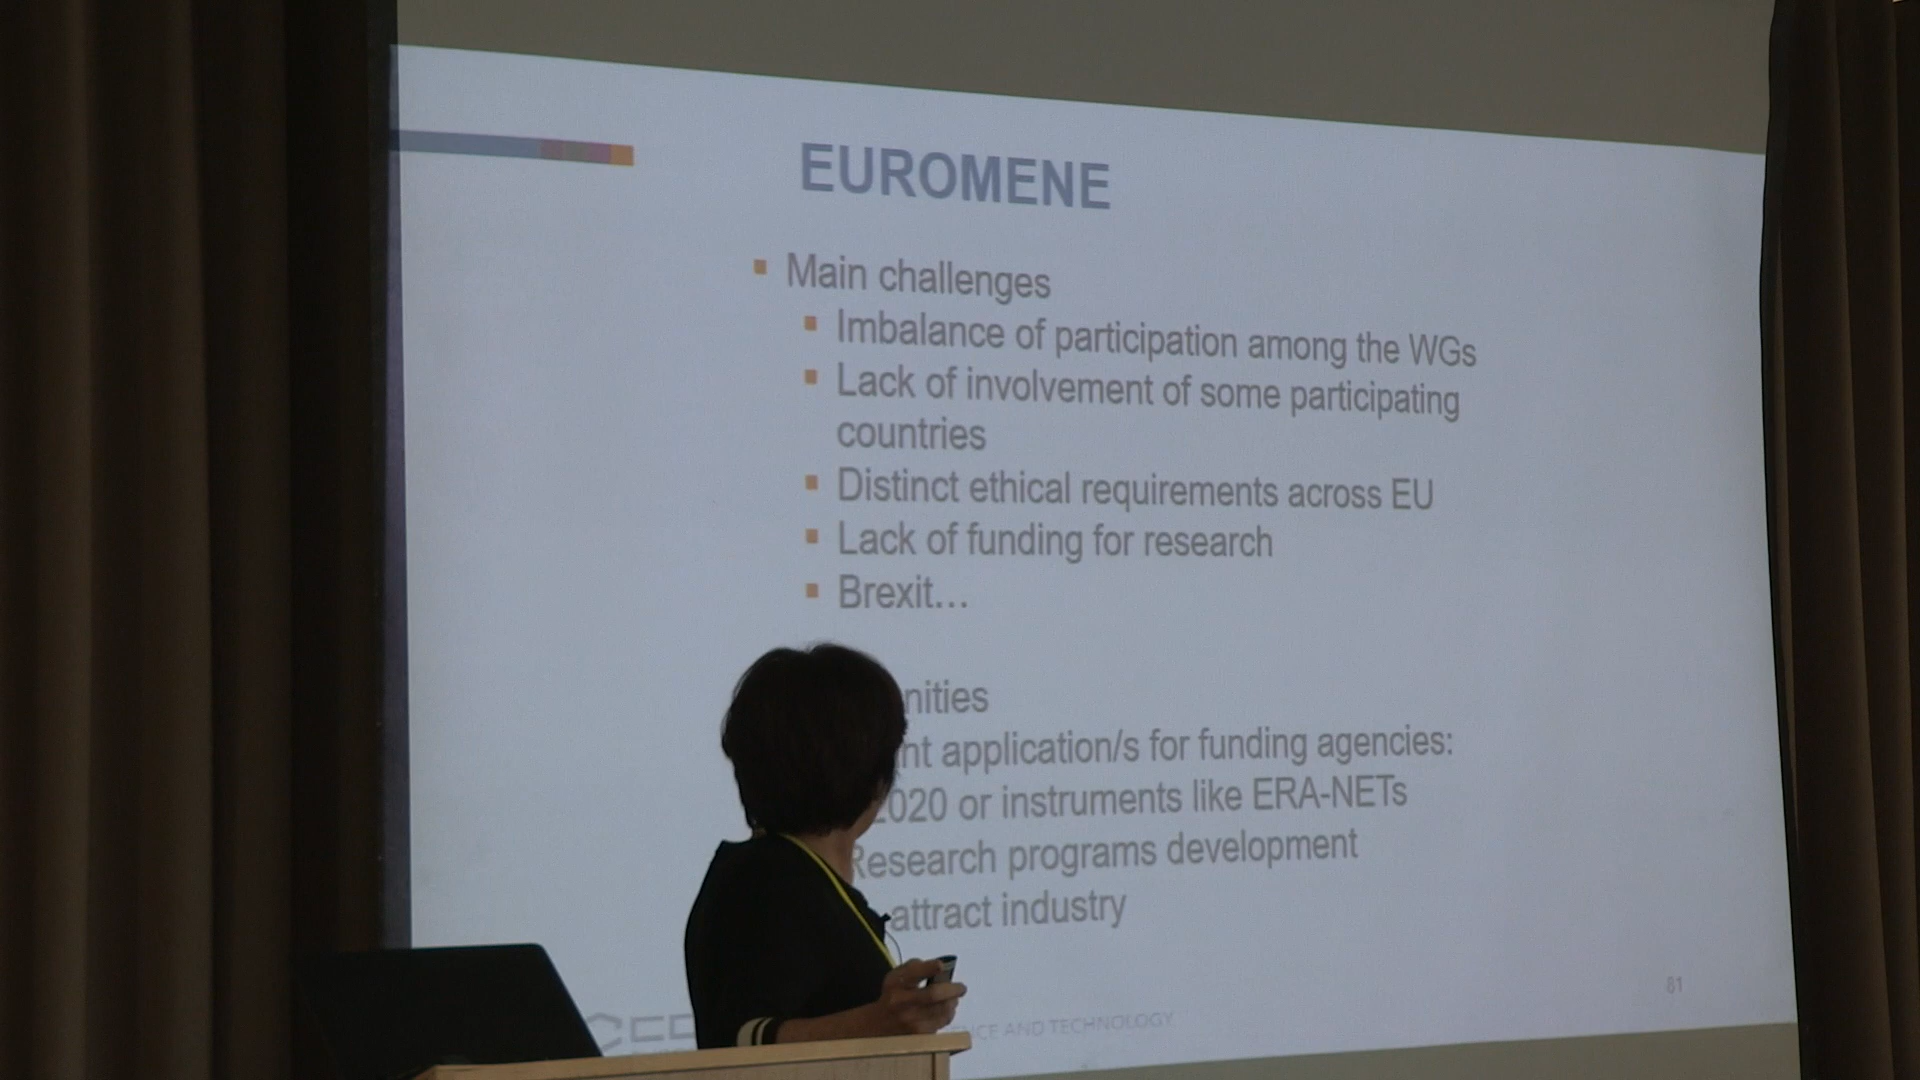 EUROMENE
Main challenges
Imbalance of participation among the WGs
Lack of involvement of some participating
countries
Distinct ethical requirements across EU
Lack of funding for research
Brexit…
nities
nt application/s for funding agencies:
2020 or instruments like ERA-NETs
Research programs development
attract industry
81
AND TECHNOLOGY